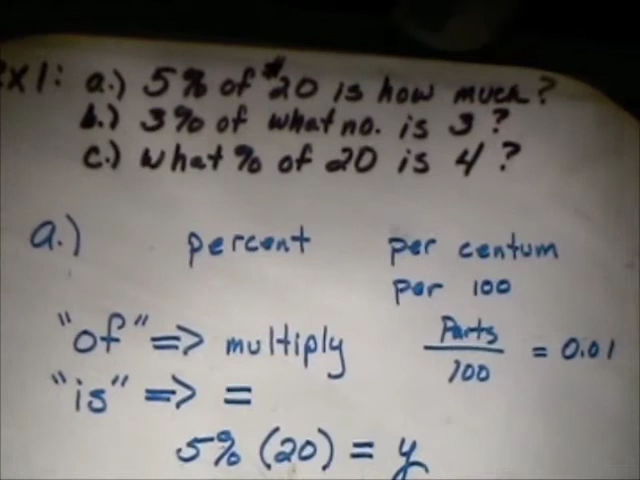 Ex1: a.) 5% of $20 is how much?
b.) 3% of what no. is 3?
c.) what % of 20 is 4?
a.) percent per centum
per 100
"of" => multiply Parts/100 = 0.01
"is" => =
5% (20) = y